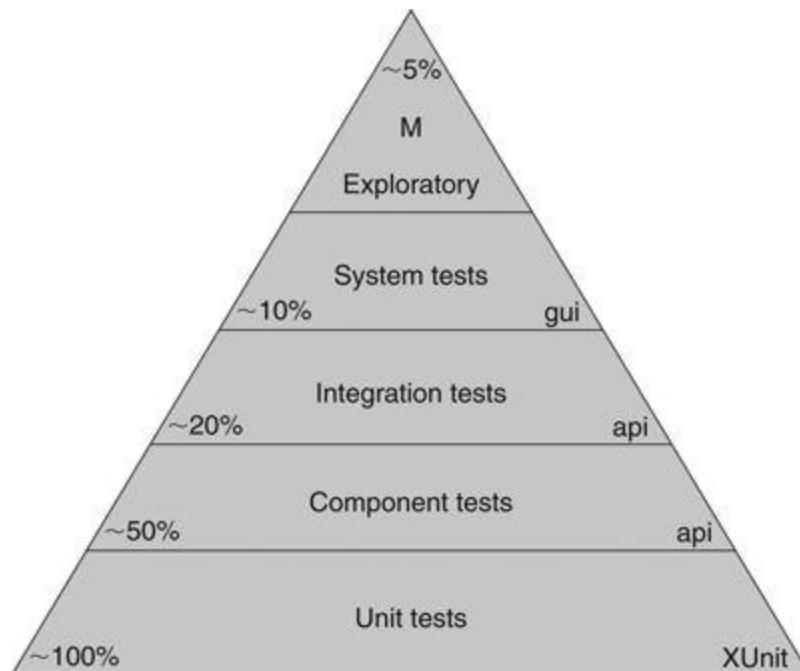 ~5%
M
Exploratory
System tests
~10% gui
Integration tests
~20% api
Component tests
~50% api
Unit tests
~100% XUnit